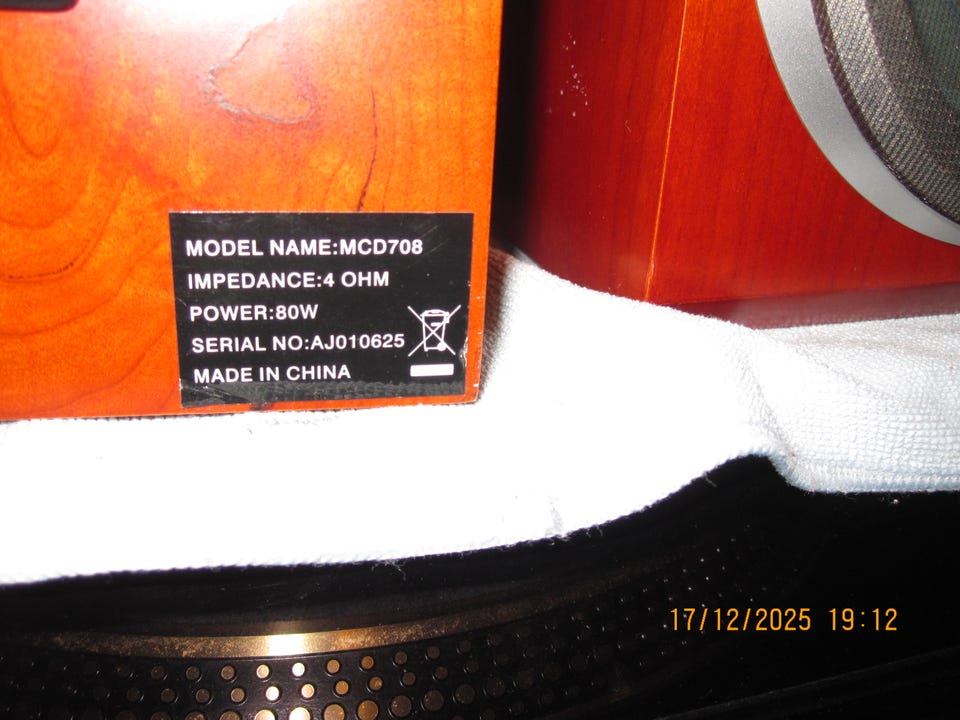 MODEL NAME:MCD708
IMPEDANCE:4 OHM
POWER:80W
SERIAL NO:AJ010625
MADE IN CHINA
17/12/2025 19:12